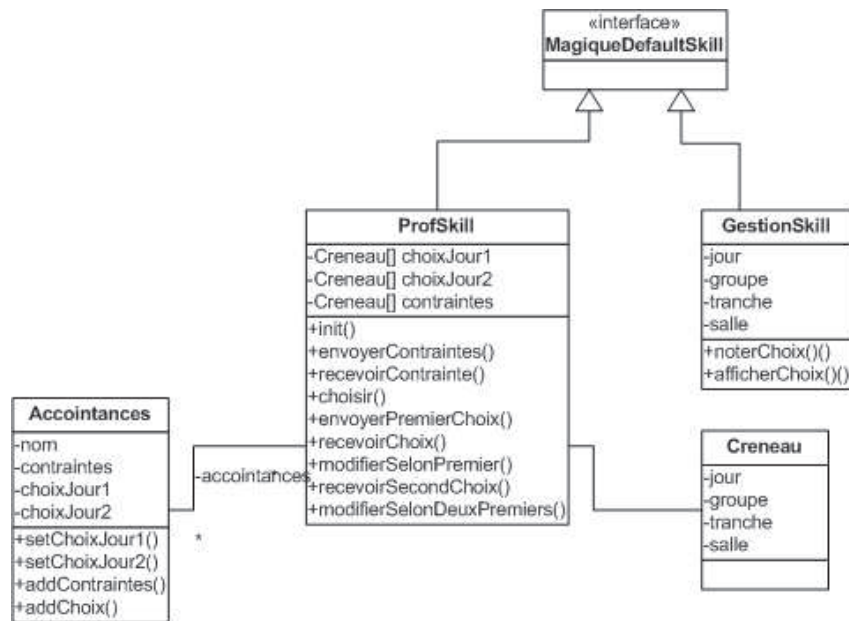 «interface»
MagiqueDefaultSkill
ProfSkill
-Creneau[] choixJour1
-Creneau[] choixJour2
-Creneau[] contraintes
+init()
+envoyerContraintes()
+recevoirContrainte()
+choisir()
+envoyerPremierChoix()
+recevoirChoix()
+modifierSelonPremier()
+recevoirSecondChoix()
+modifierSelonDeuxPremiers()
GestionSkill
-jour
-groupe
-tranche
-salle
+noterChoix()()
+afficherChoix()()
Accointances
-nom
-contraintes
-choixJour1
-choixJour2
+setChoixJour1()
+setChoixJour2()
+addContraintes()
+addChoix()
-accointances
*
*
Creneau
-jour
-groupe
-tranche
-salle